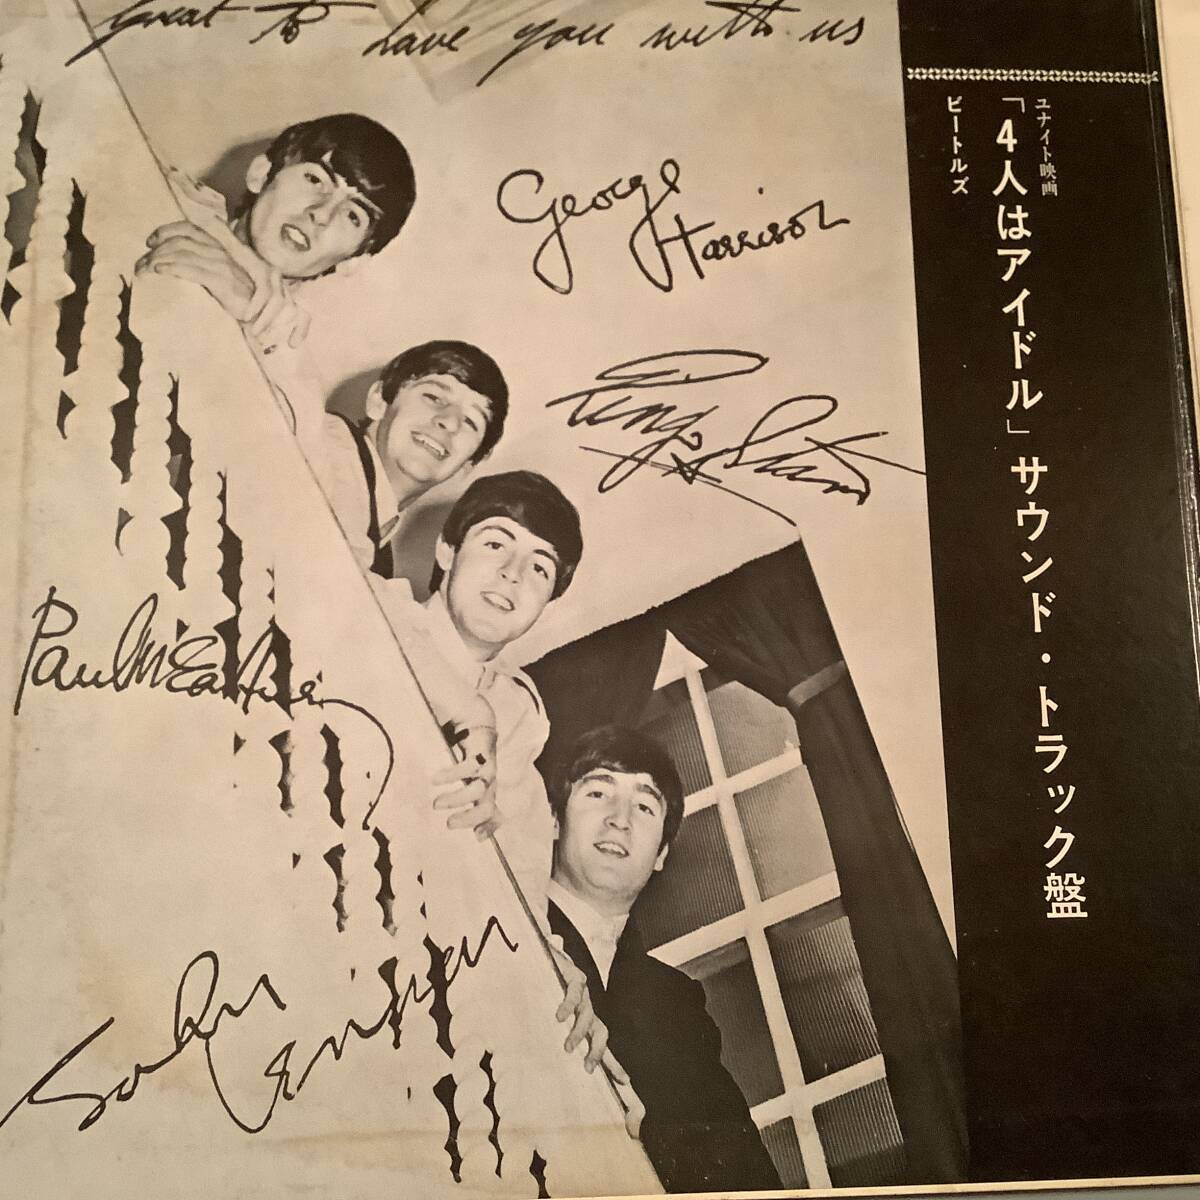 Great to have you with us
George
Harrison
Ringo Starr
Paul McCartney
John
Lennon
ユナイト映画
「4人はアイドル」サウンド・トラック盤
ビートルズ